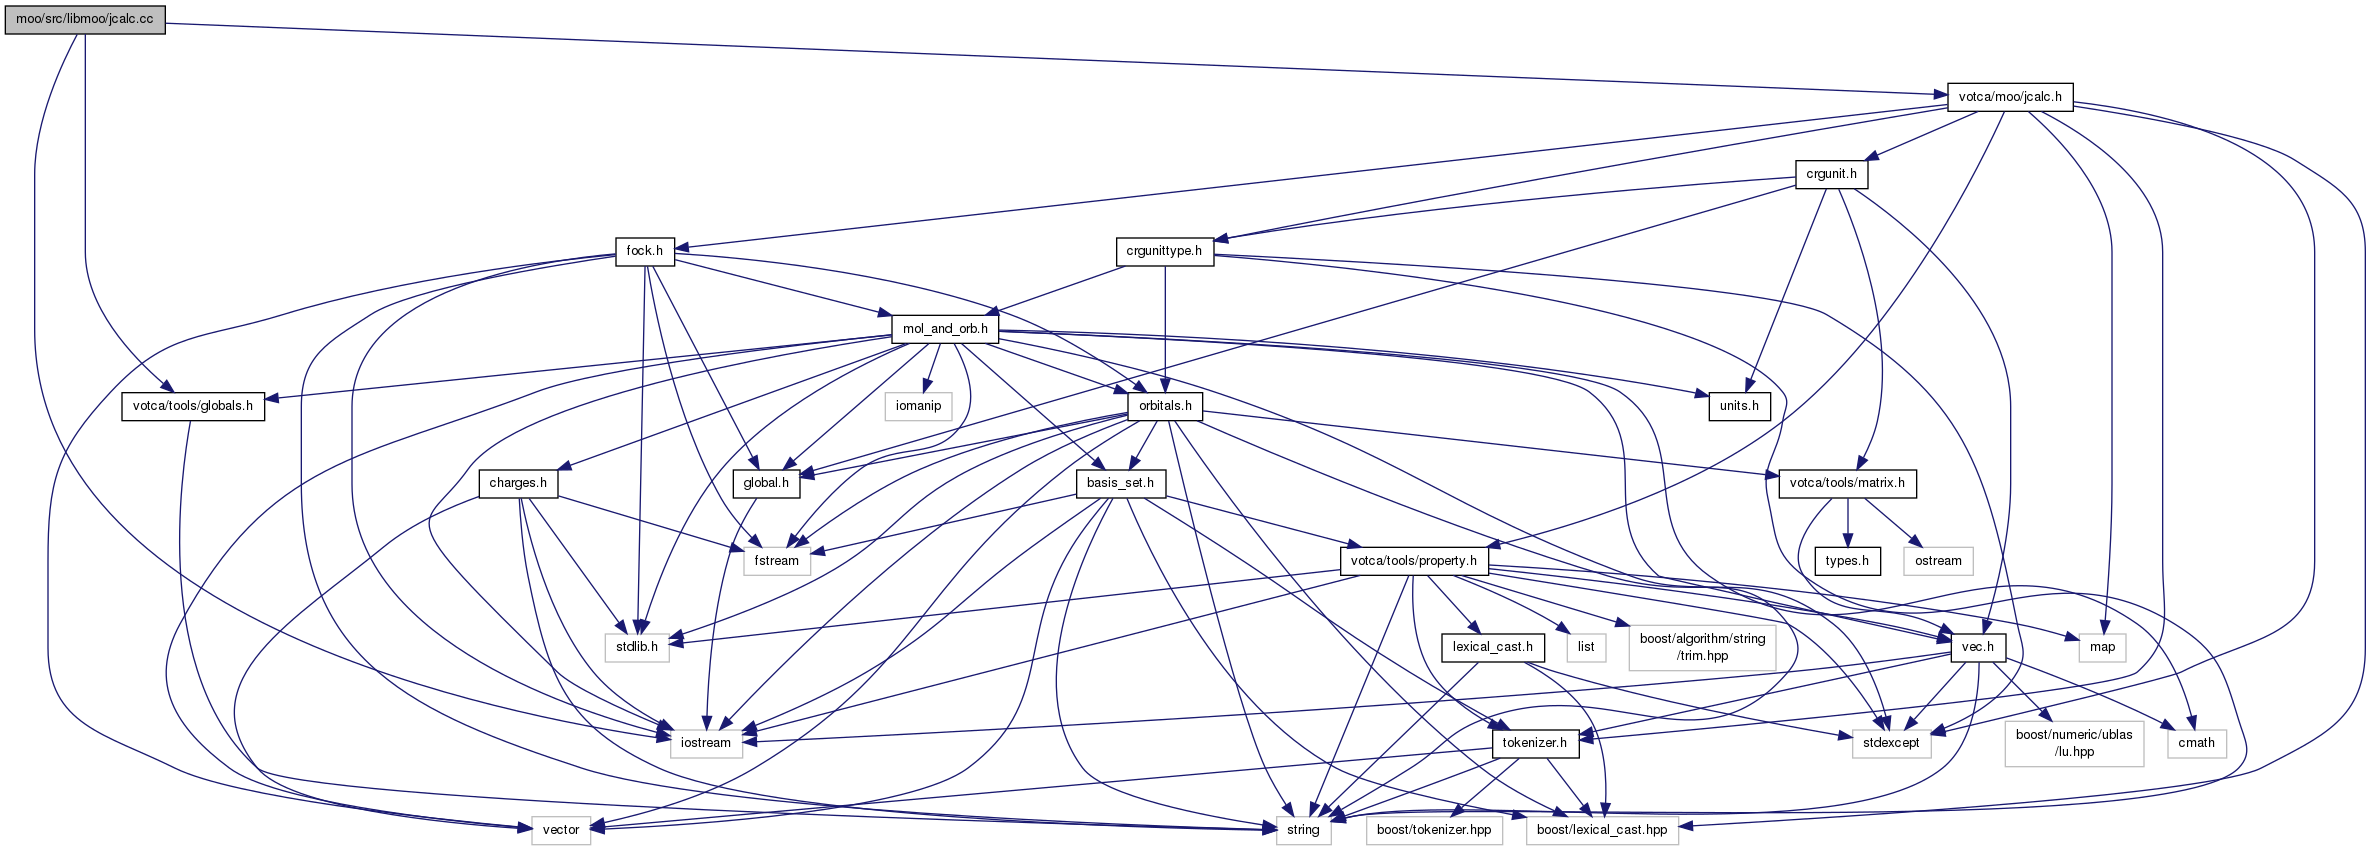 moo/src/libmoo/jcalc.cc
votca/moo/jcalc.h
crgunit.h
fock.h
crgunittype.h
mol_and_orb.h
votca/tools/globals.h
iomanip
orbitals.h
units.h
charges.h
global.h
basis_set.h
votca/tools/matrix.h
fstream
votca/tools/property.h
types.h
ostream
stdlib.h
lexical_cast.h
list
boost/algorithm/string
/trim.hpp
vec.h
map
iostream
tokenizer.h
stdexcept
boost/numeric/ublas
/lu.hpp
cmath
vector
string
boost/tokenizer.hpp
boost/lexical_cast.hpp